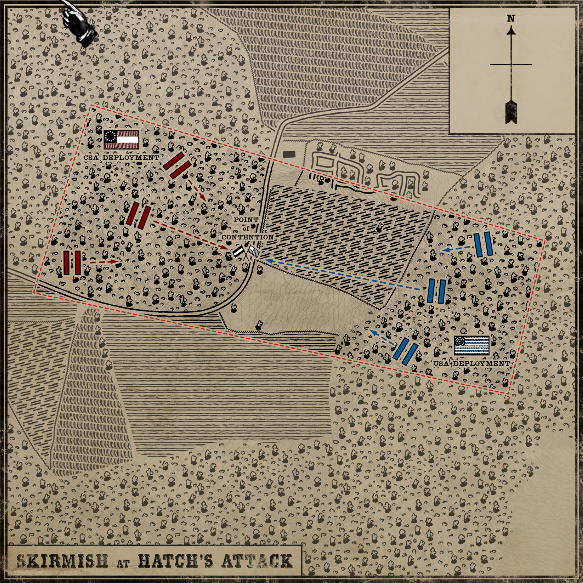 N
CSA DEPLOYMENT
POINT
of
CONTENTION
USA DEPLOYMENT
SKIRMISH AT HATCH'S ATTACK